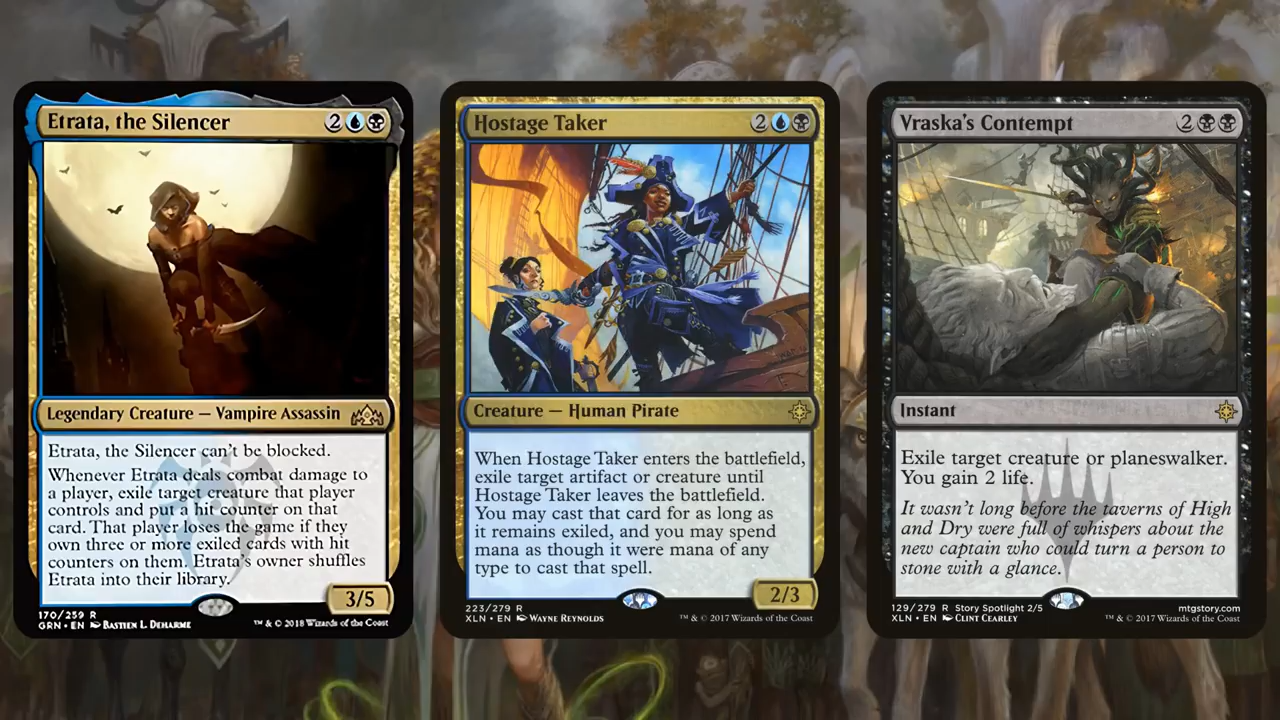 Etrata, the Silencer
2
Legendary Creature — Vampire Assassin
Etrata, the Silencer can't be blocked.
Whenever Etrata deals combat damage to
a player, exile target creature that player
controls and put a hit counter on that
card. That player loses the game if they
own three or more exiled cards with hit
counters on them. Etrata's owner shuffles
Etrata into their library.
3/5
170/259 R
GRN • EN Bastien L. Deharme
™ & © 2018 Wizards of the Coast
Hostage Taker
2
Creature — Human Pirate
When Hostage Taker enters the battlefield,
exile target artifact or creature until
Hostage Taker leaves the battlefield.
You may cast that card for as long as
it remains exiled, and you may spend
mana as though it were mana of any
type to cast that spell.
2/3
223/279 R
XLN • EN Wayne Reynolds
™ & © 2017 Wizards of the Coast
Vraska's Contempt
2
Instant
Exile target creature or planeswalker.
You gain 2 life.
It wasn't long before the taverns of High
and Dry were full of whispers about the
new captain who could turn a person to
stone with a glance.
129/279 R Story Spotlight 2/5
mtgstory.com
XLN • EN Clint Cearley
™ & © 2017 Wizards of the Coast